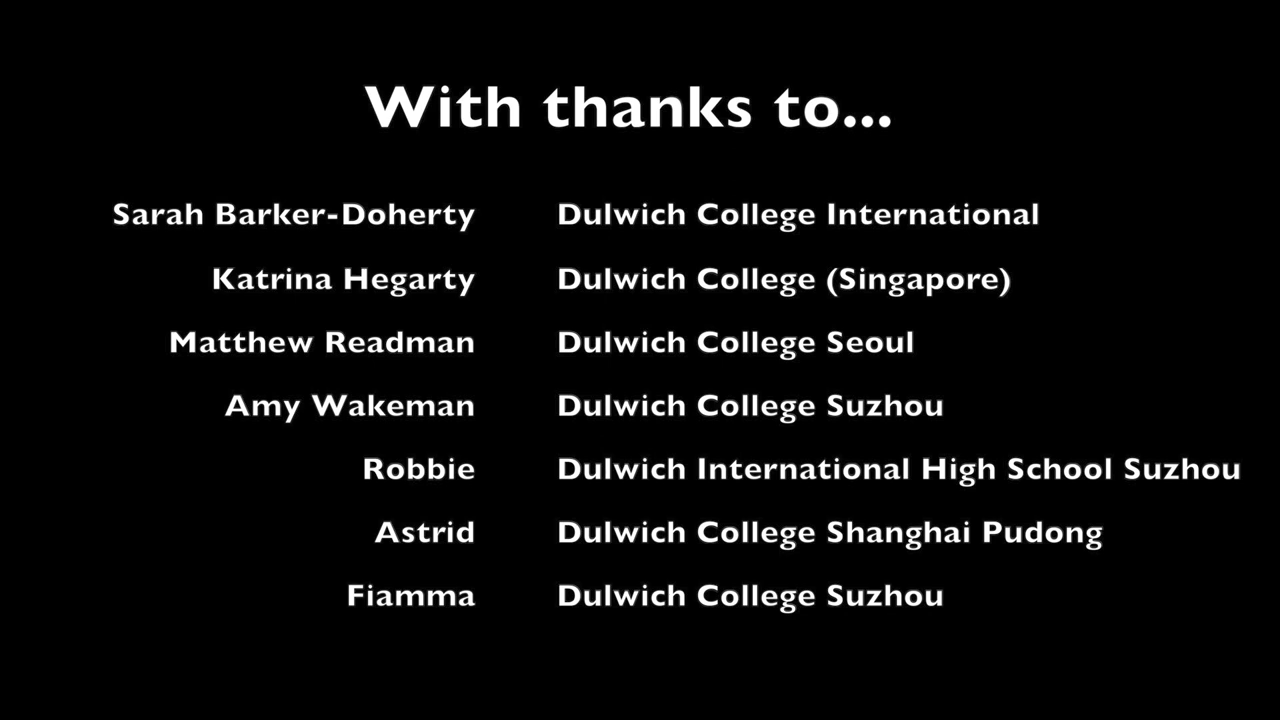 With thanks to...
Sarah Barker-Doherty Dulwich College International
Katrina Hegarty Dulwich College (Singapore)
Matthew Readman Dulwich College Seoul
Amy Wakeman Dulwich College Suzhou
Robbie Dulwich International High School Suzhou
Astrid Dulwich College Shanghai Pudong
Fiamma Dulwich College Suzhou